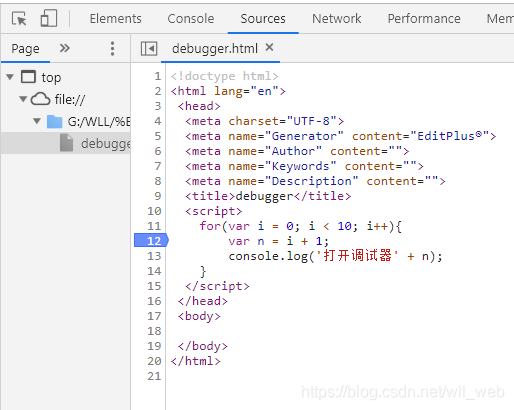 Elements Console Sources Network
Page » debugger.html ×
top
file://
G:/WLL/%E
debugge
1 <!doctype html>
2 <html lang="en">
3 <head>
4 <meta charset="UTF-8">
5 <meta name="Generator" content="EditPlus®">
6 <meta name="Author" content="">
7 <meta name="Keywords" content="">
8 <meta name="Description" content="">
9 <title>debugger</title>
10 <script>
11 for(var i = 0; i < 10; i++){
12 var n = i + 1;
13 console.log('打开调试器' + n);
14 }
15 </script>
16 </head>
17 <body>
18
19 </body>
20 </html>
21
https://blog.csdn.net/wll_web